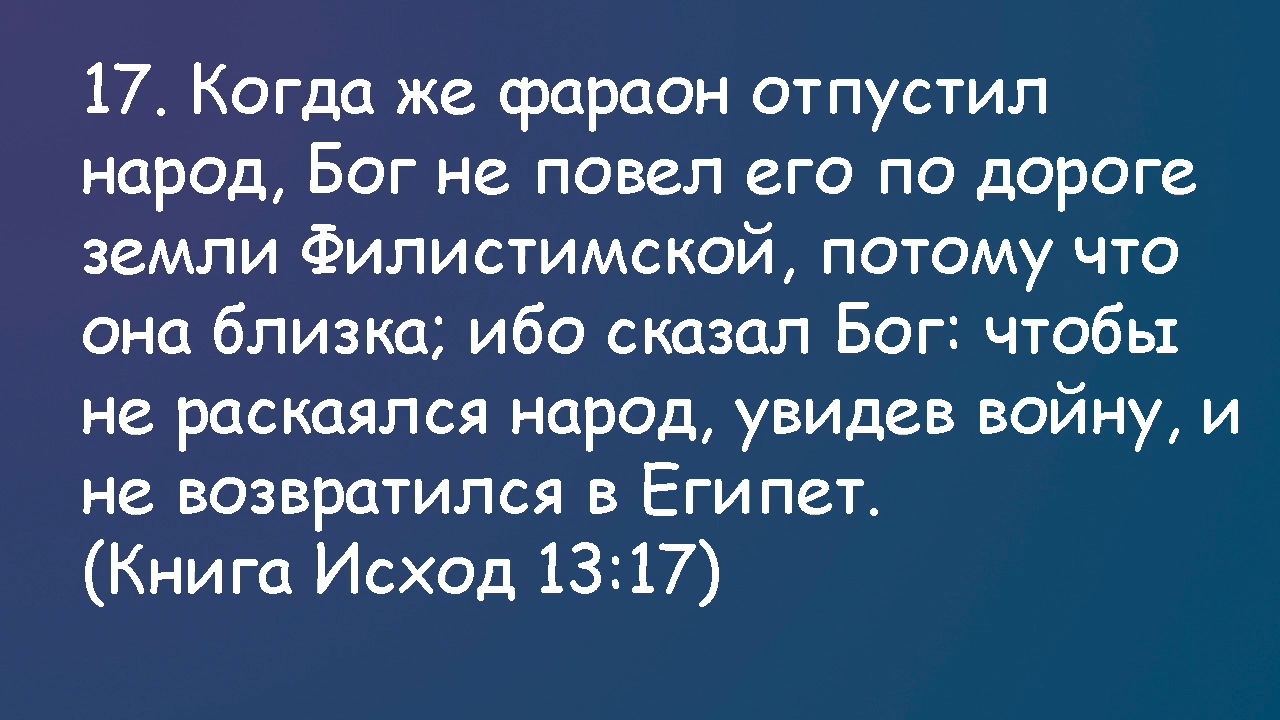 17. Когда же фараон отпустил
народ, Бог не повел его по дороге
земли Филистимской, потому что
она близка; ибо сказал Бог: чтобы
не раскаялся народ, увидев войну, и
не возвратился в Египет.
(Книга Исход 13:17)